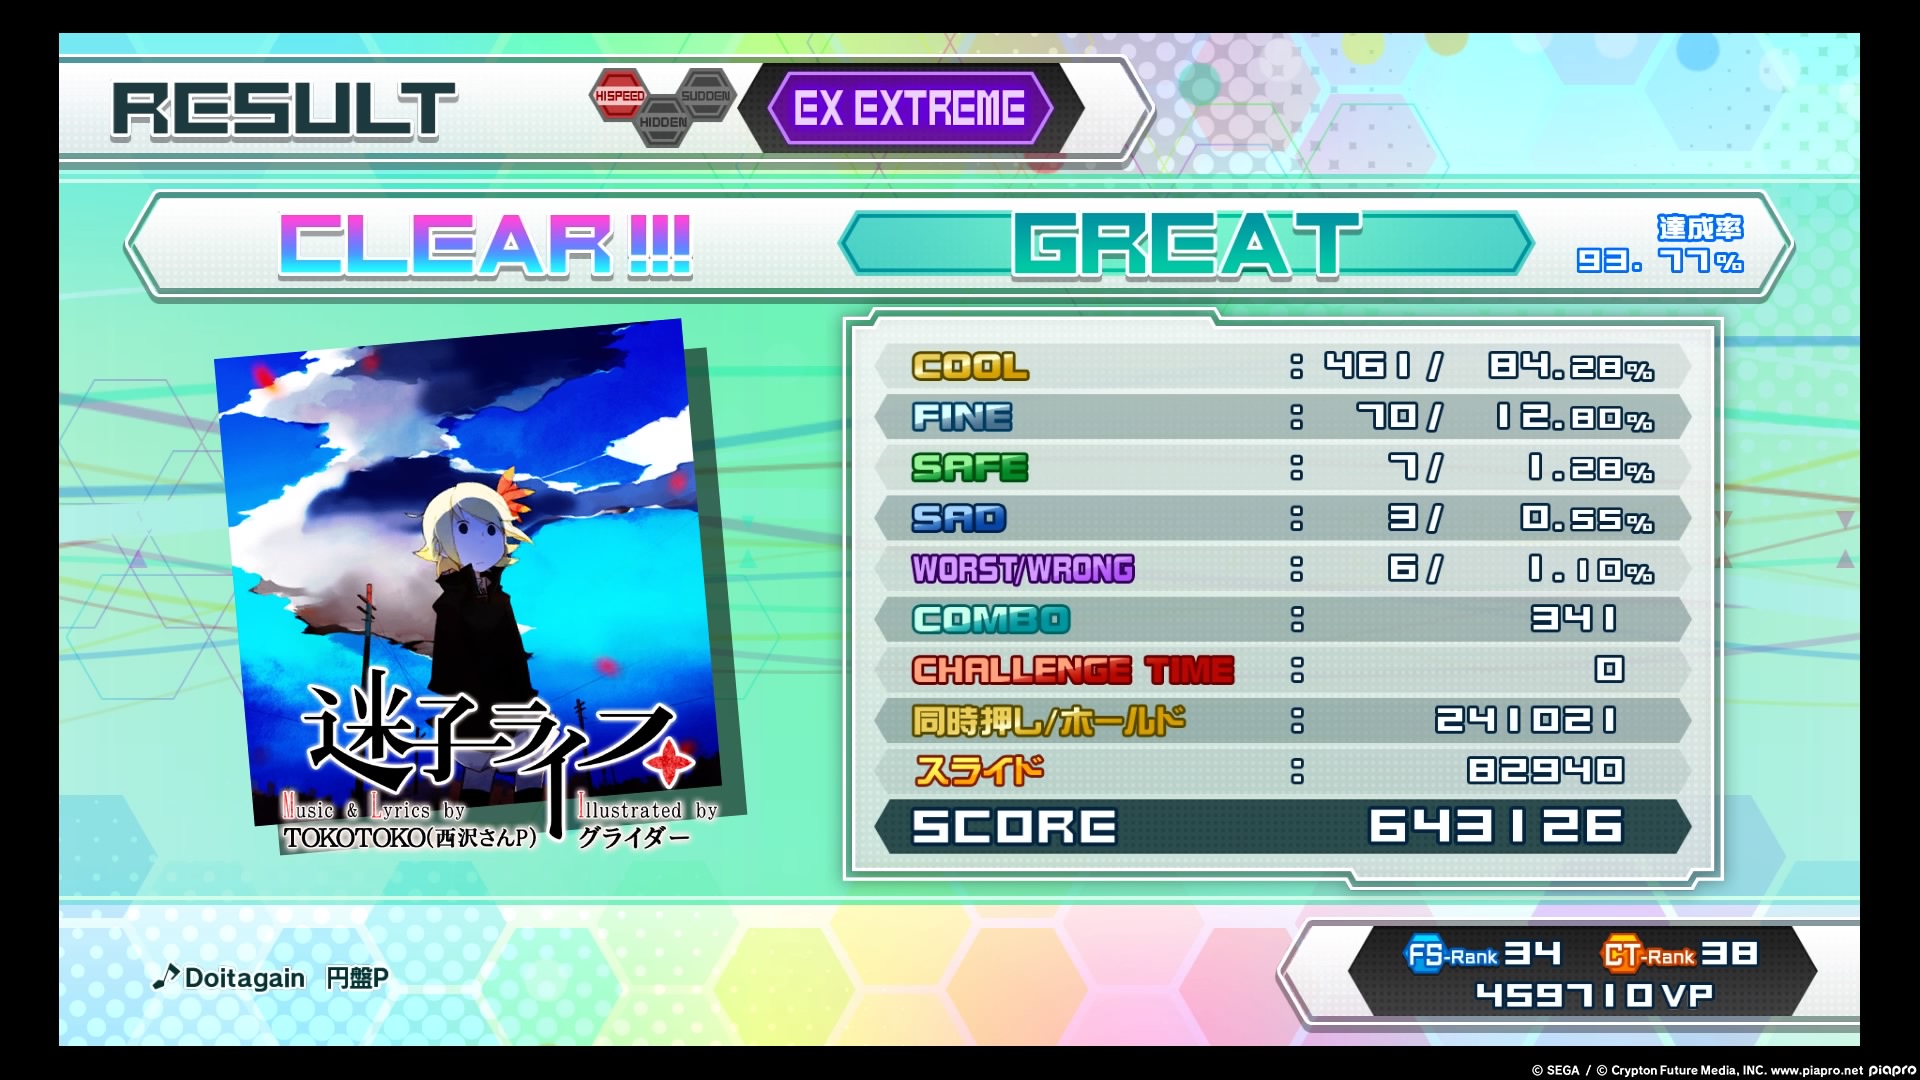 RESULT
HISPEED
HIDDEN
SUDDEN
EX EXTREME
CLEAR!!!
GREAT
達成率
93.77%
COOL : 461/ 84.28%
FINE : 70/ 12.80%
SAFE : 7/ 1.28%
SAD : 3/ 0.55%
WORST/WRONG : 6/ 1.10%
COMBO : 341
CHALLENGE TIME : 0
同時押し/ホールド : 241021
スライド : 82940
SCORE 643126
迷子ライフ
Music & Lyrics by
TOKOTOKO(西沢さんP)
Illustrated by
グライダー
♪Doitagain 円盤P
FS-Rank 34 CT-Rank 38
459710VP
© SEGA / © Crypton Future Media, INC. www.piapro.net piapro